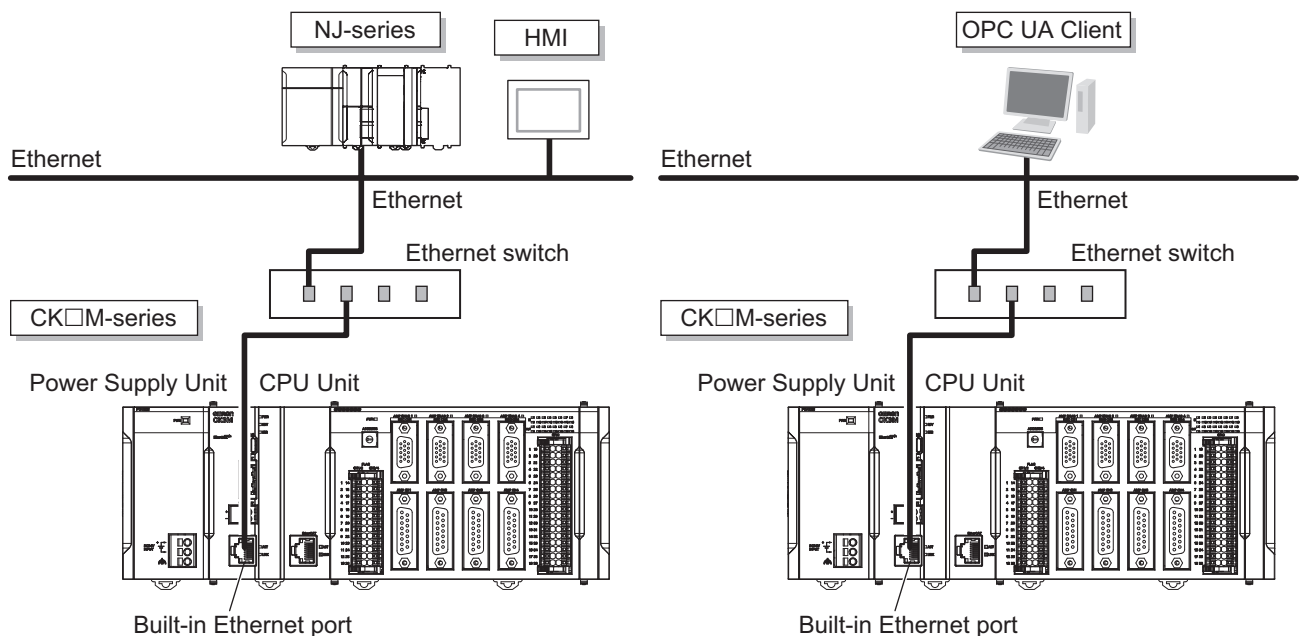 NJ-series
HMI
Ethernet
Ethernet
Ethernet switch
CK□M-series
Power Supply Unit
CPU Unit
Built-in Ethernet port
OPC UA Client
Ethernet
Ethernet
Ethernet switch
CK□M-series
Power Supply Unit
CPU Unit
Built-in Ethernet port